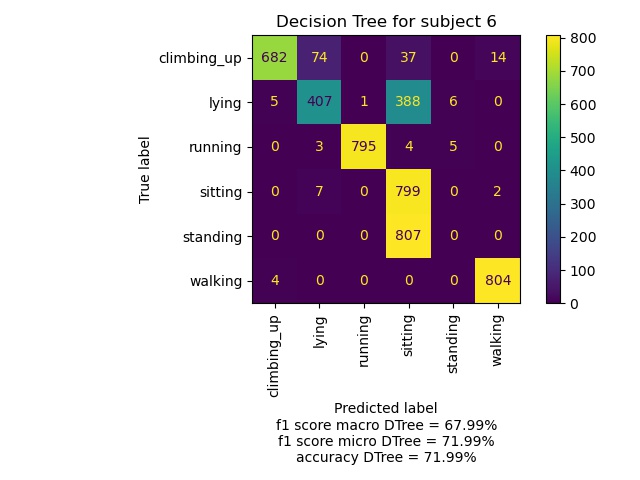 Decision Tree for subject 6
climbing_up 682 74 0 37 0 14
lying 5 407 1 388 6 0
running 0 3 795 4 5 0
sitting 0 7 0 799 0 2
standing 0 0 0 807 0 0
walking 4 0 0 0 0 804
True label
climbing_up lying running sitting standing walking
Predicted label
f1 score macro DTree = 67.99%
f1 score micro DTree = 71.99%
accuracy DTree = 71.99%
800
700
600
500
400
300
200
100
0